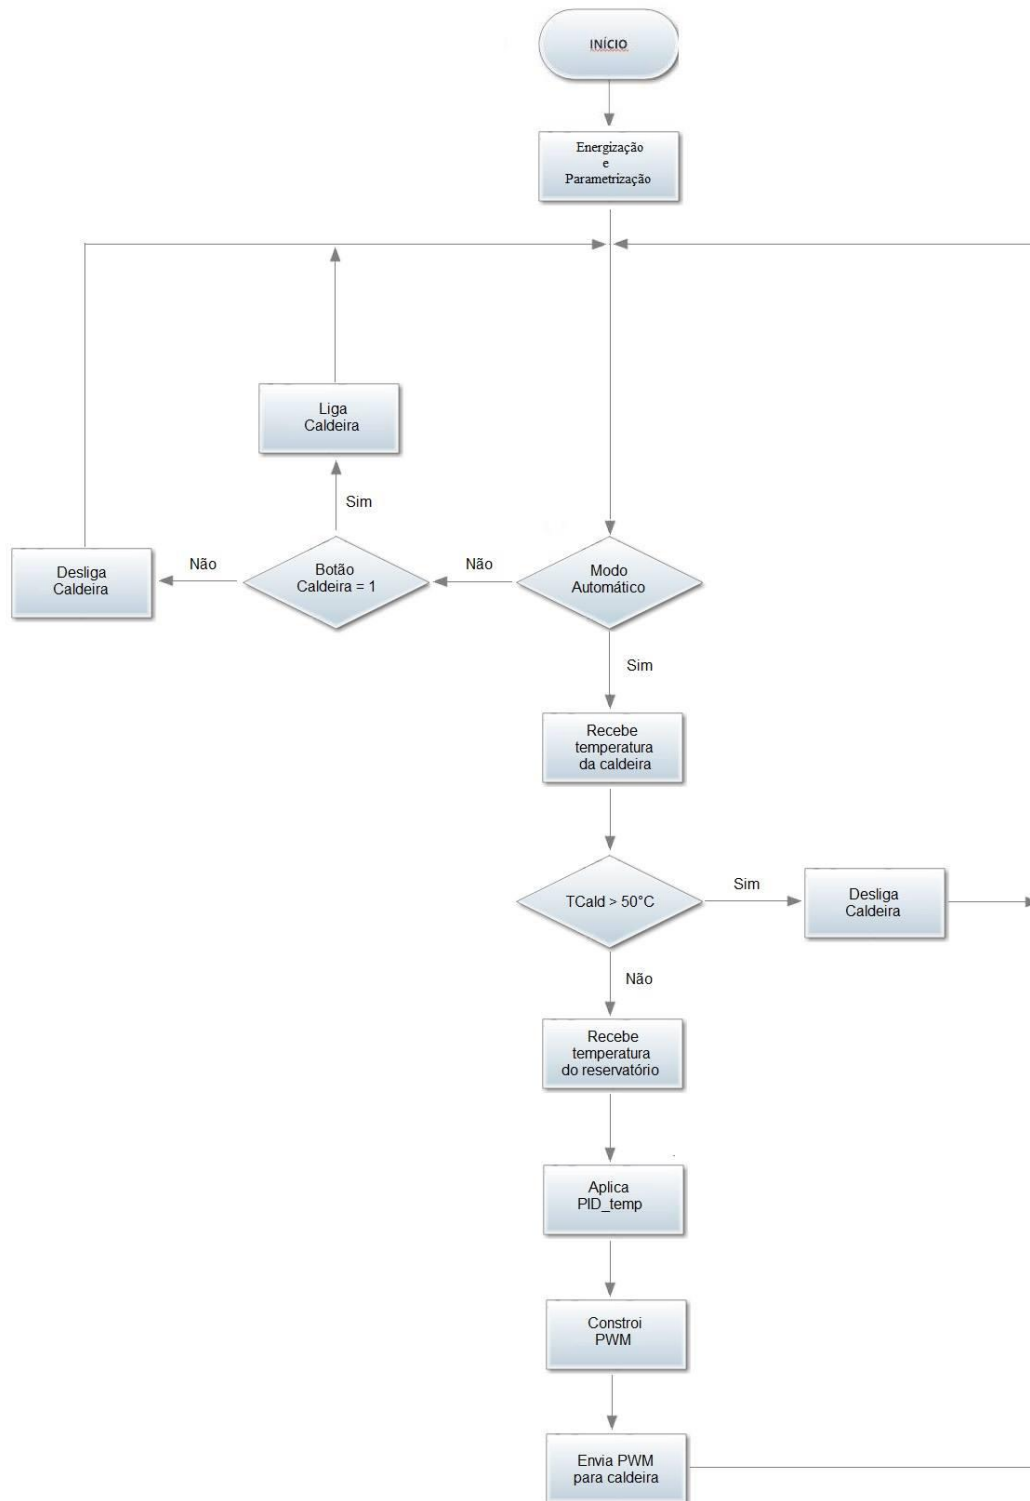 INÍCIO
Energização
e
Parametrização
Liga
Caldeira
Sim
Desliga
Caldeira
Não
Botão
Caldeira = 1
Não
Modo
Automático
Sim
Recebe
temperatura
da caldeira
TCald > 50°C
Sim
Desliga
Caldeira
Não
Recebe
temperatura
do reservatório
Aplica
PID_temp
Constroi
PWM
Envia PWM
para caldeira